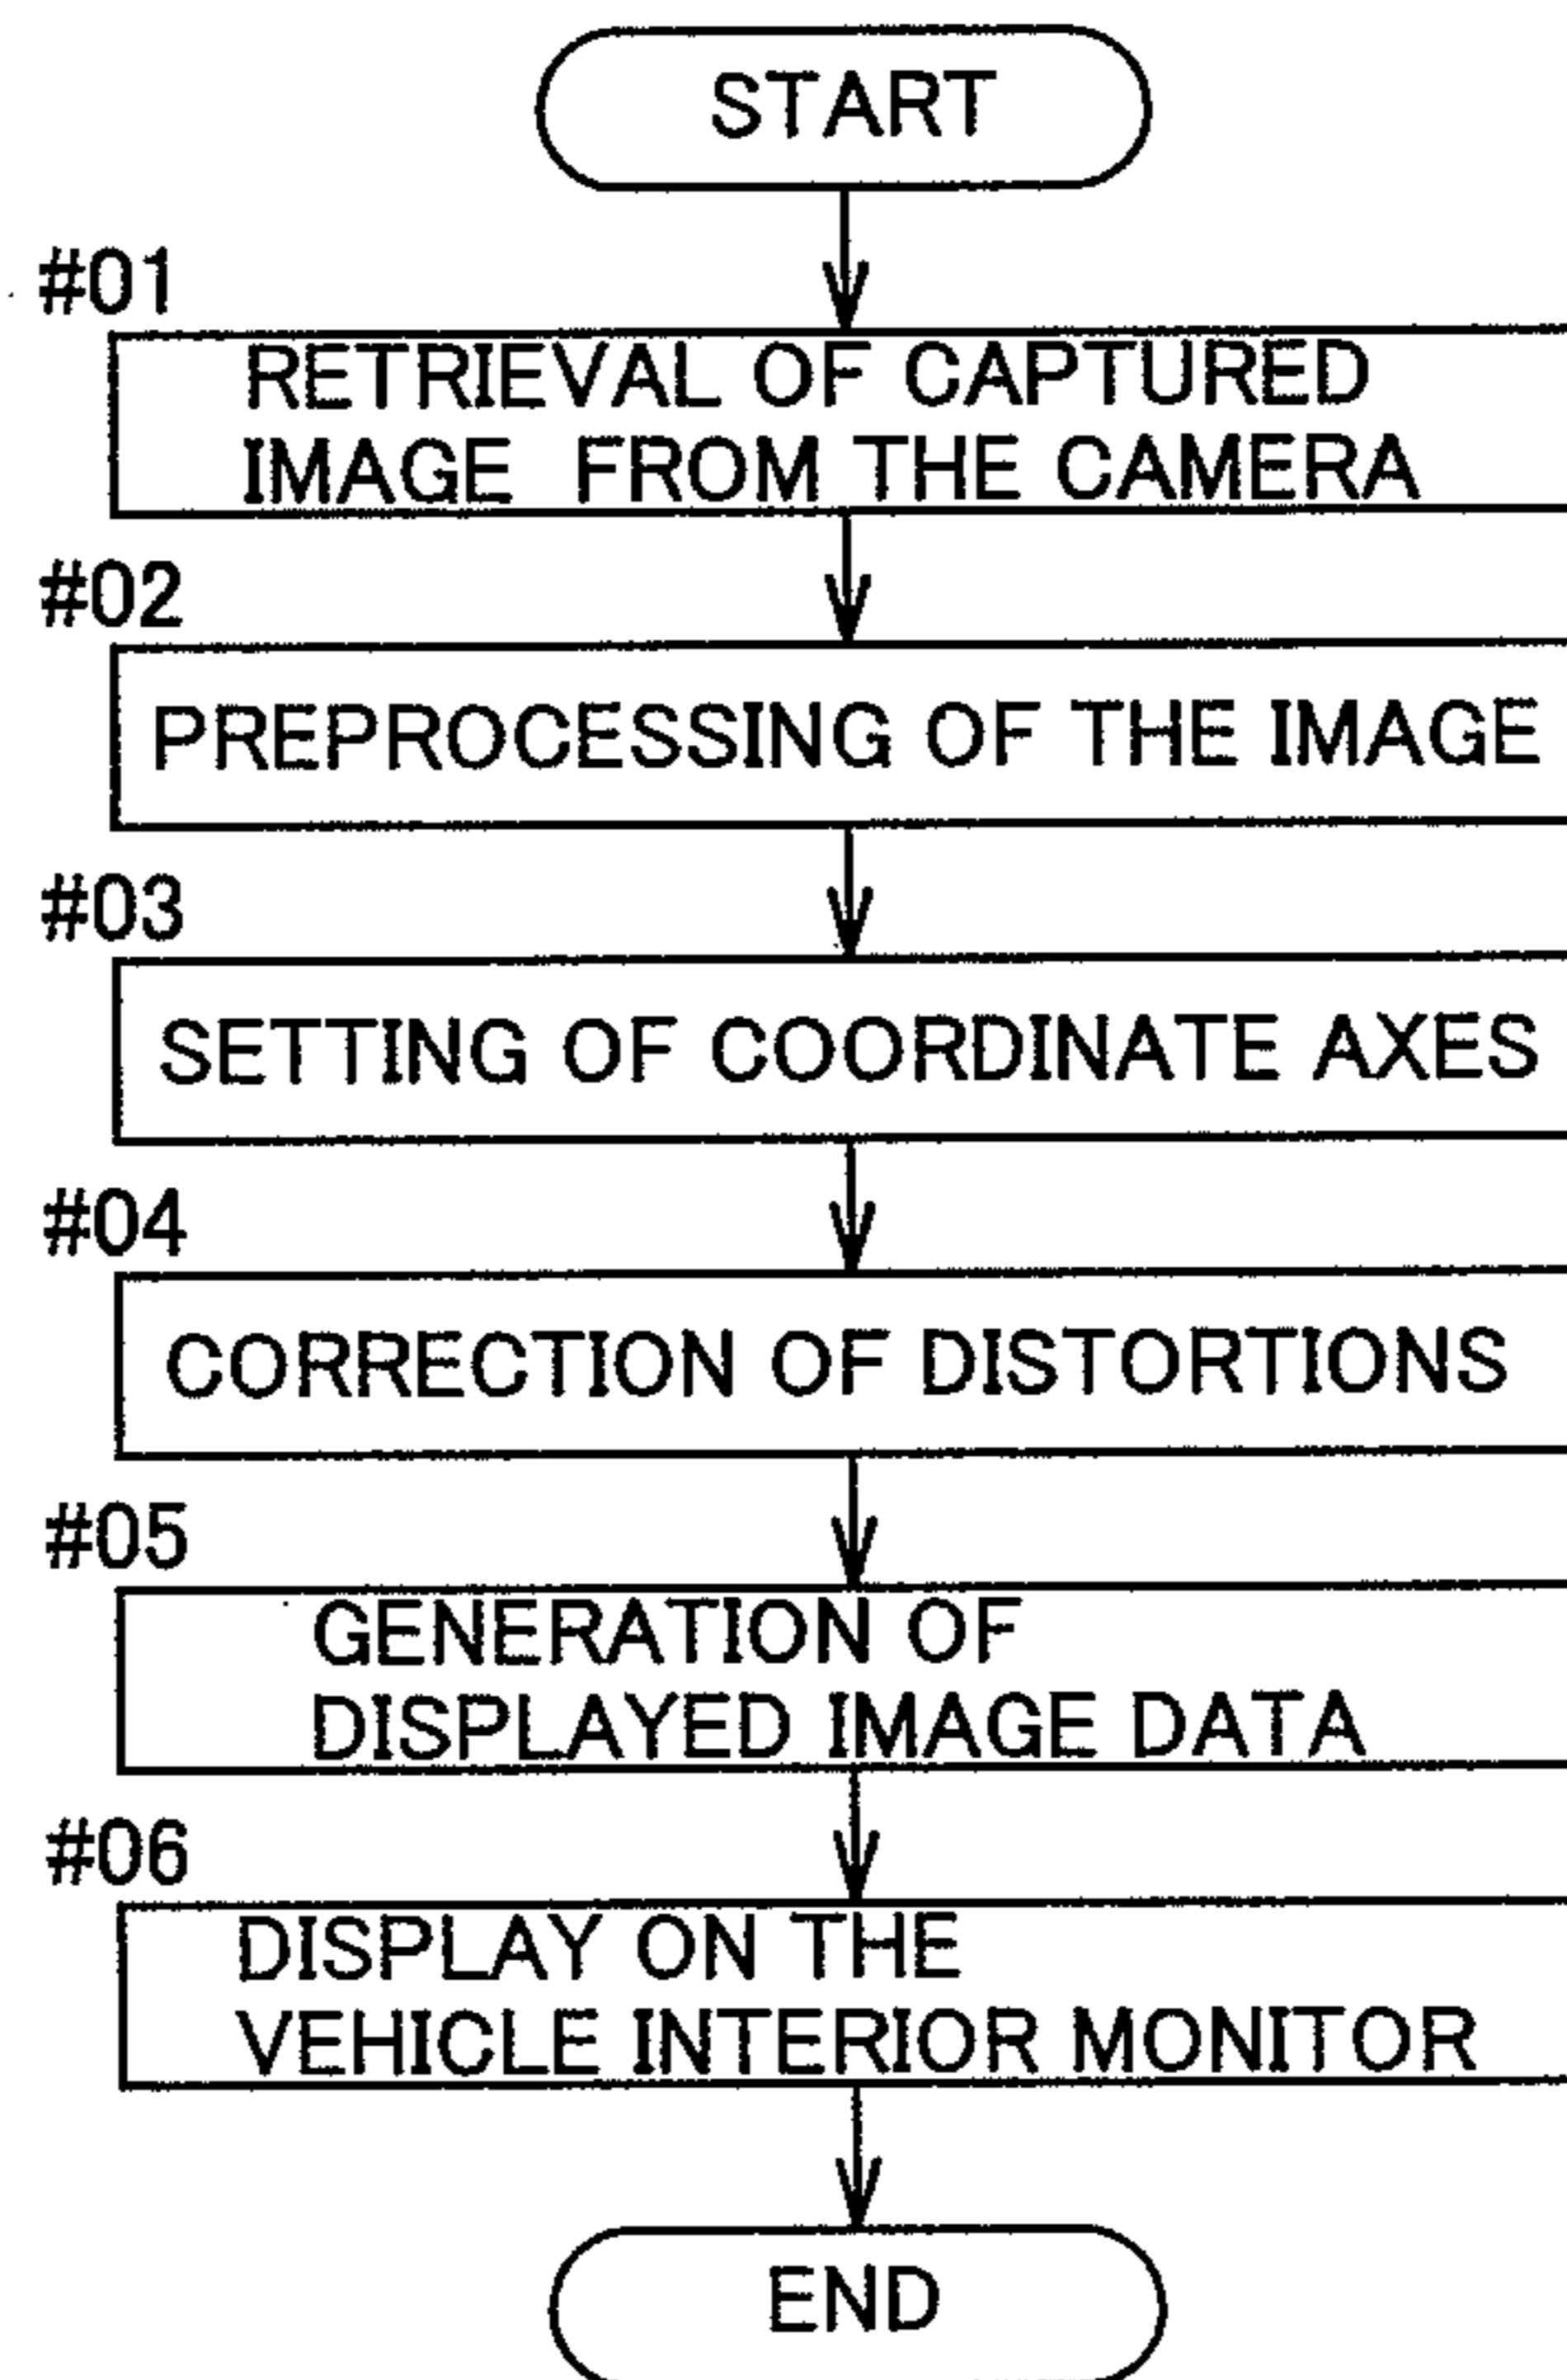 START
#01
RETRIEVAL OF CAPTURED
IMAGE FROM THE CAMERA
#02
PREPROCESSING OF THE IMAGE
#03
SETTING OF COORDINATE AXES
#04
CORRECTION OF DISTORTIONS
#05
GENERATION OF
DISPLAYED IMAGE DATA
#06
DISPLAY ON THE
VEHICLE INTERIOR MONITOR
END